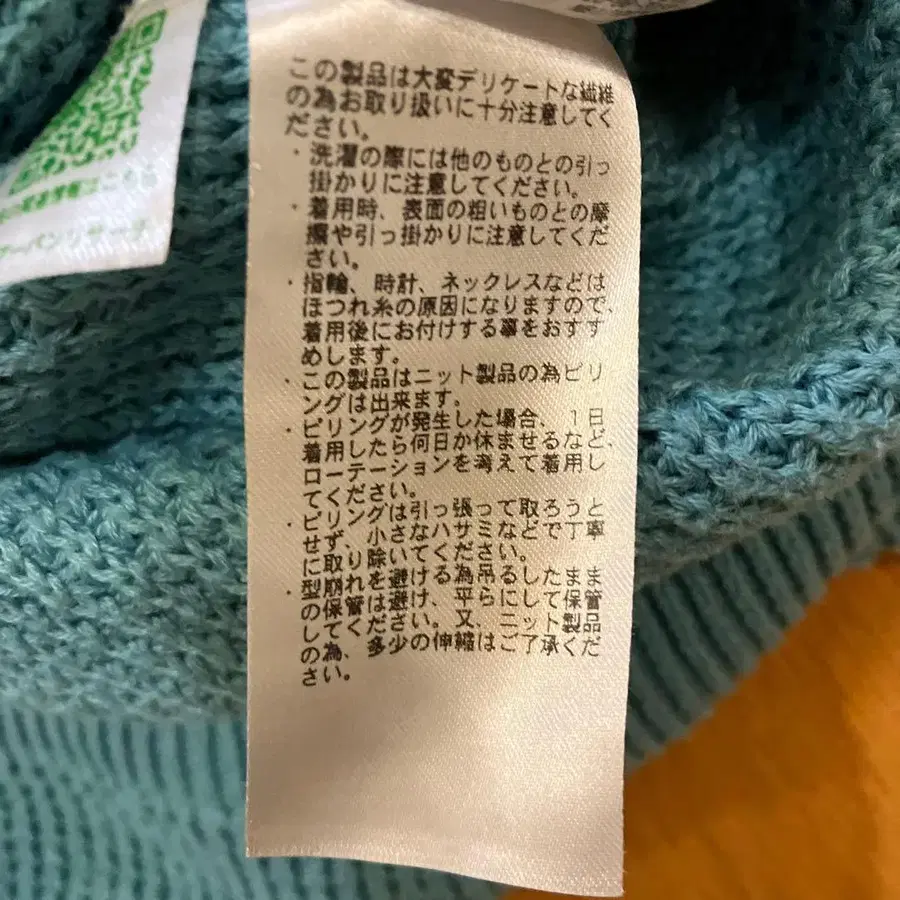 この製品は大変デリケートな繊維
の為お取り扱いに十分注意してく
ださい。
・洗濯の際には他のものとの引っ
掛かりに注意してください。
・着用時、表面の粗いものとの摩
擦や引っ掛かりに注意してくだ
さい。
・指輪、時計、ネックレスなどは
ほつれ糸の原因になりますので、
着用後にお付けする事をおすす
めします。
・この製品はニット製品の為ピリ
ングは出来ます。
・ピリングが発生した場合、1日
着用したら何日か休ませるなど、
ローテーションを考えて着用し
てください。
・ピリングは引っ張って取ろうと
せず、小さなハサミなどで丁寧
に取り除いてください。
・型崩れを避ける為吊るしたまま
の保管は避け、平らにして保管
してください。又、ニット製品
の為、多少の伸縮はご了承くだ
さい。
アーバンリサーチ